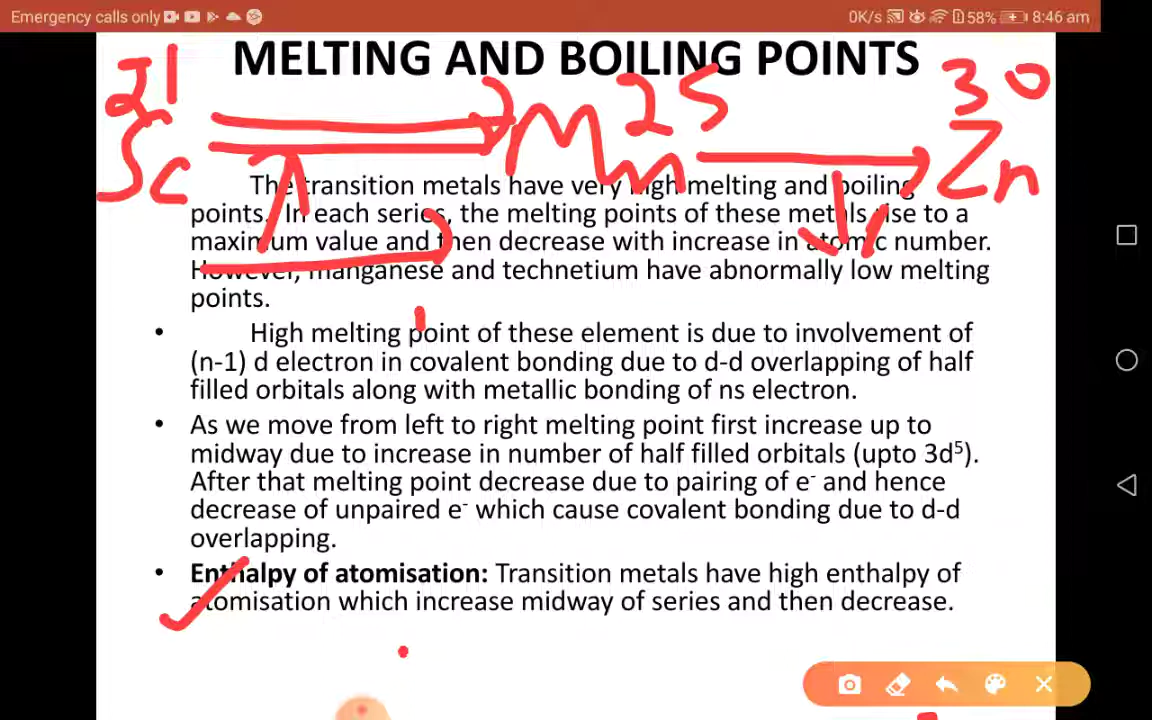 Emergency calls only
0K/s 58% 8:46 am
MELTING AND BOILING POINTS
21 25 30
Sc Mn Zn
The transition metals have very high melting and boiling
points. In each series, the melting points of these metals rise to a
maximum value and then decrease with increase in atomic number.
However, manganese and technetium have abnormally low melting
points.
• High melting point of these element is due to involvement of
(n-1) d electron in covalent bonding due to d-d overlapping of half
filled orbitals along with metallic bonding of ns electron.
• As we move from left to right melting point first increase up to
midway due to increase in number of half filled orbitals (upto 3d⁵).
After that melting point decrease due to pairing of e⁻ and hence
decrease of unpaired e⁻ which cause covalent bonding due to d-d
overlapping.
• Enthalpy of atomisation: Transition metals have high enthalpy of
atomisation which increase midway of series and then decrease.